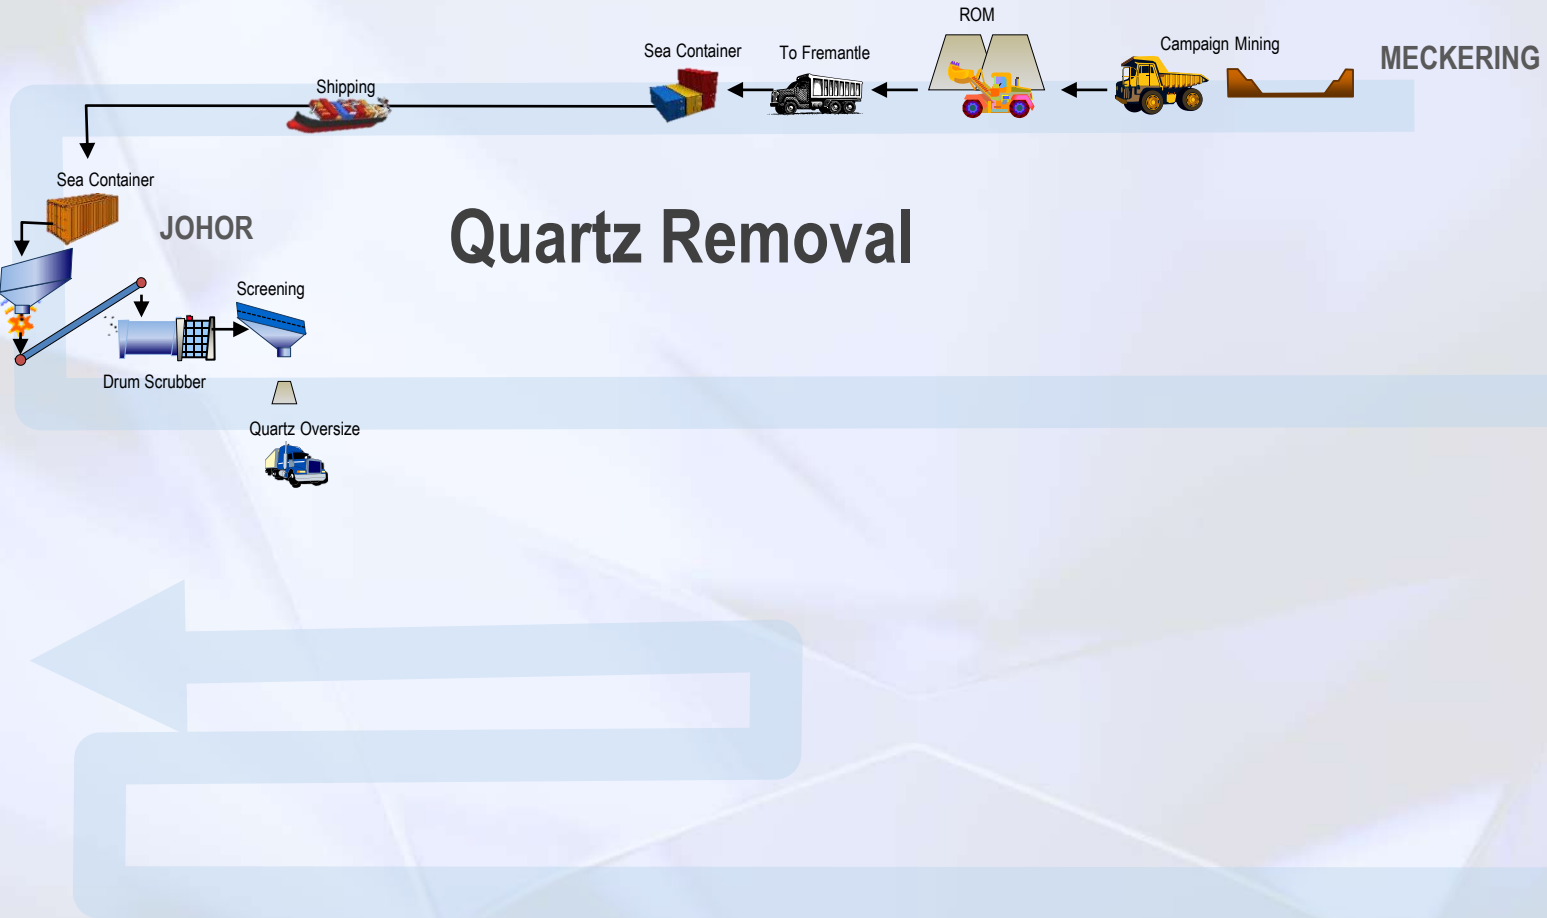 ROM
Campaign Mining
MECKERING
Sea Container
To Fremantle
Shipping
Sea Container
JOHOR
Quartz Removal
Screening
Drum Scrubber
Quartz Oversize